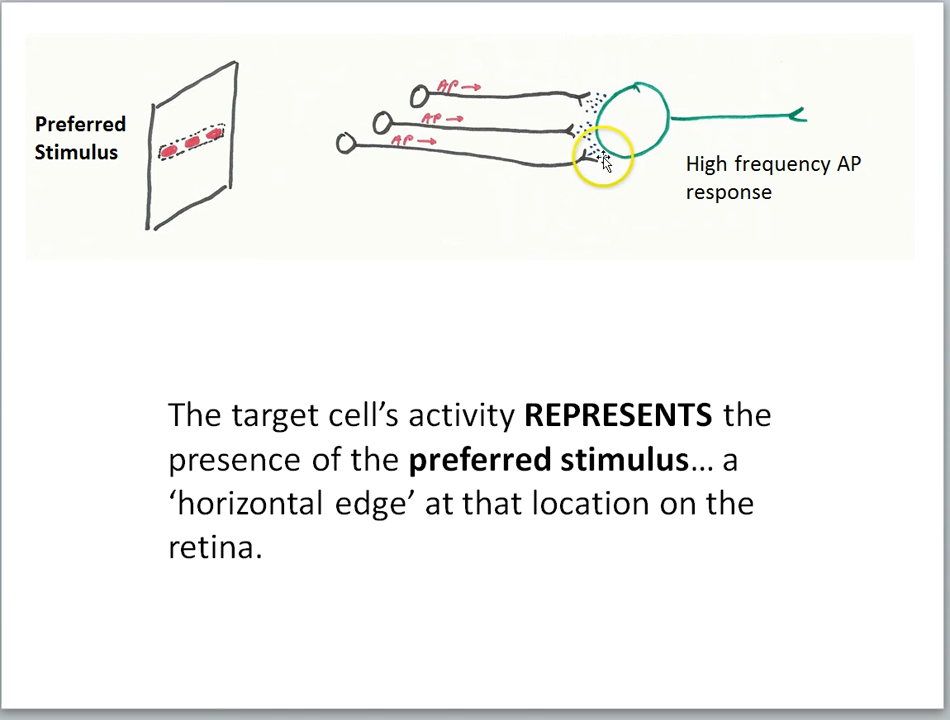 Preferred
Stimulus
AP
AP
AP
High frequency AP
response
The target cell’s activity REPRESENTS the
presence of the preferred stimulus... a
‘horizontal edge’ at that location on the
retina.